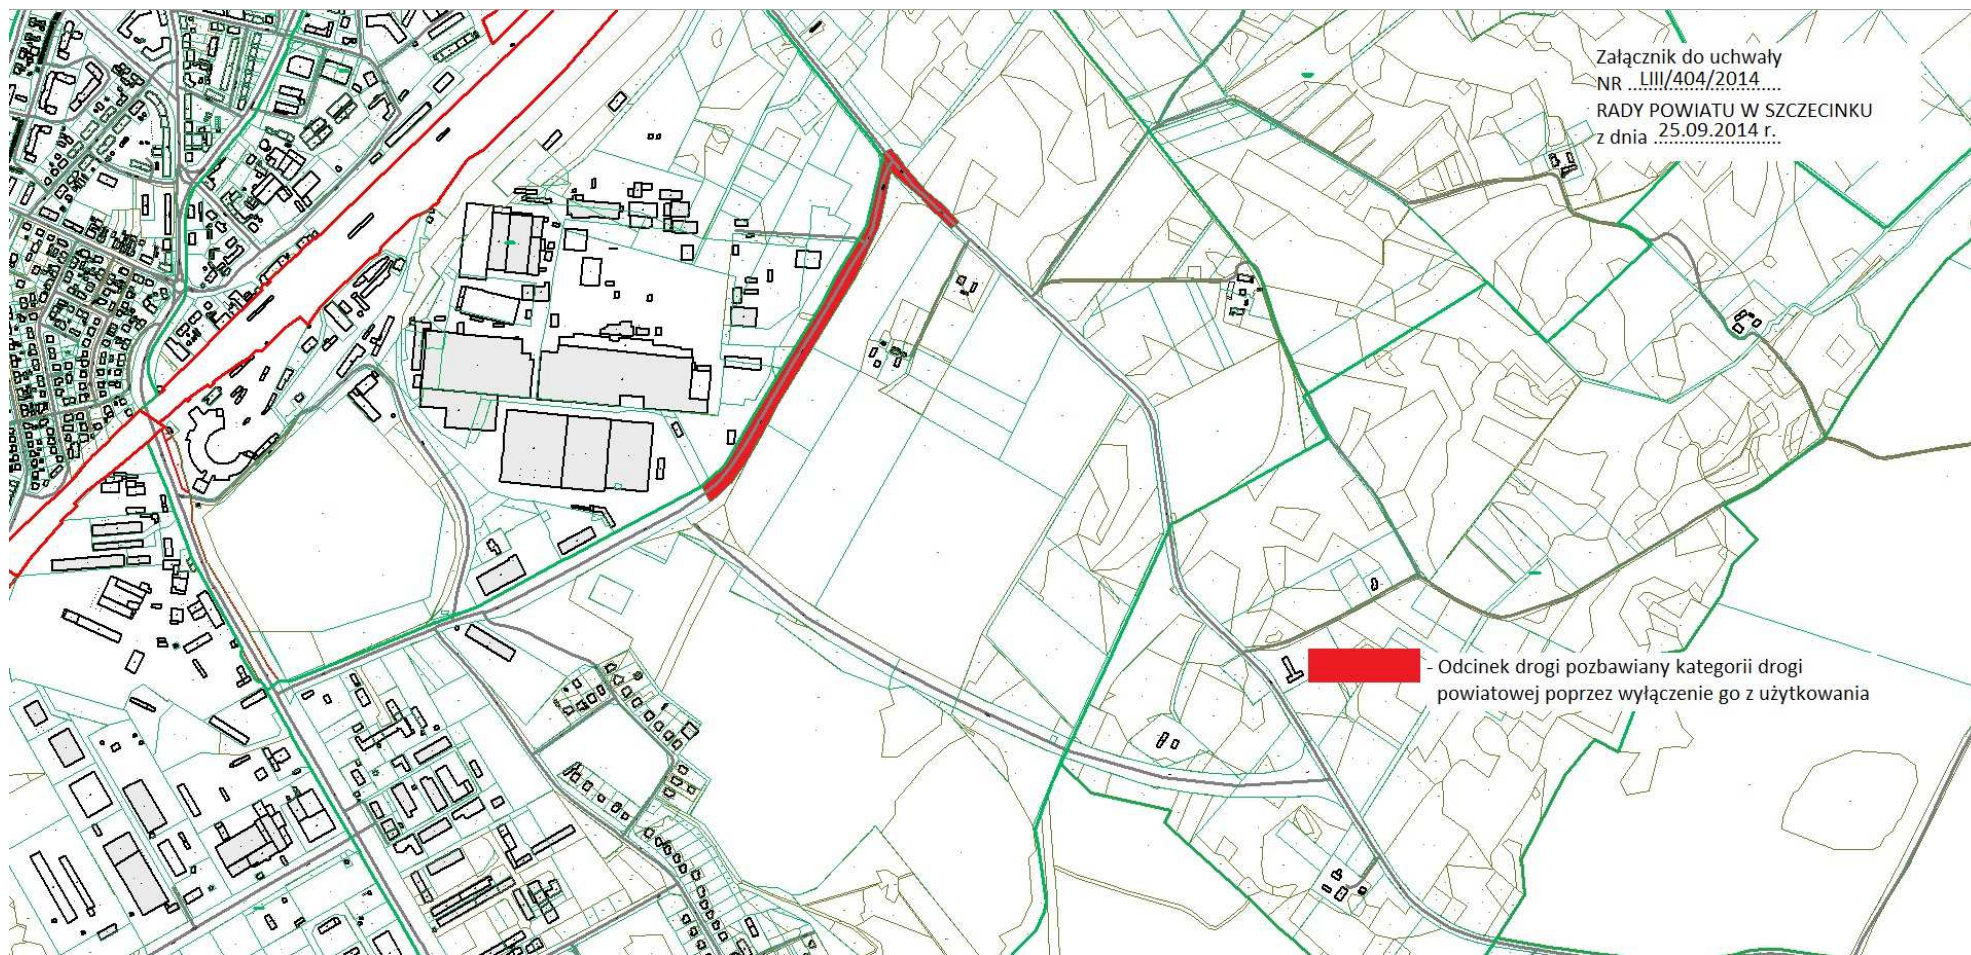 Załącznik do uchwały
NR ...LIII/404/2014...
RADY POWIATU W SZCZECINKU
z dnia 25.09.2014 r.
- Odcinek drogi pozbawiany kategorii drogi
powiatowej poprzez wyłączenie go z użytkowania